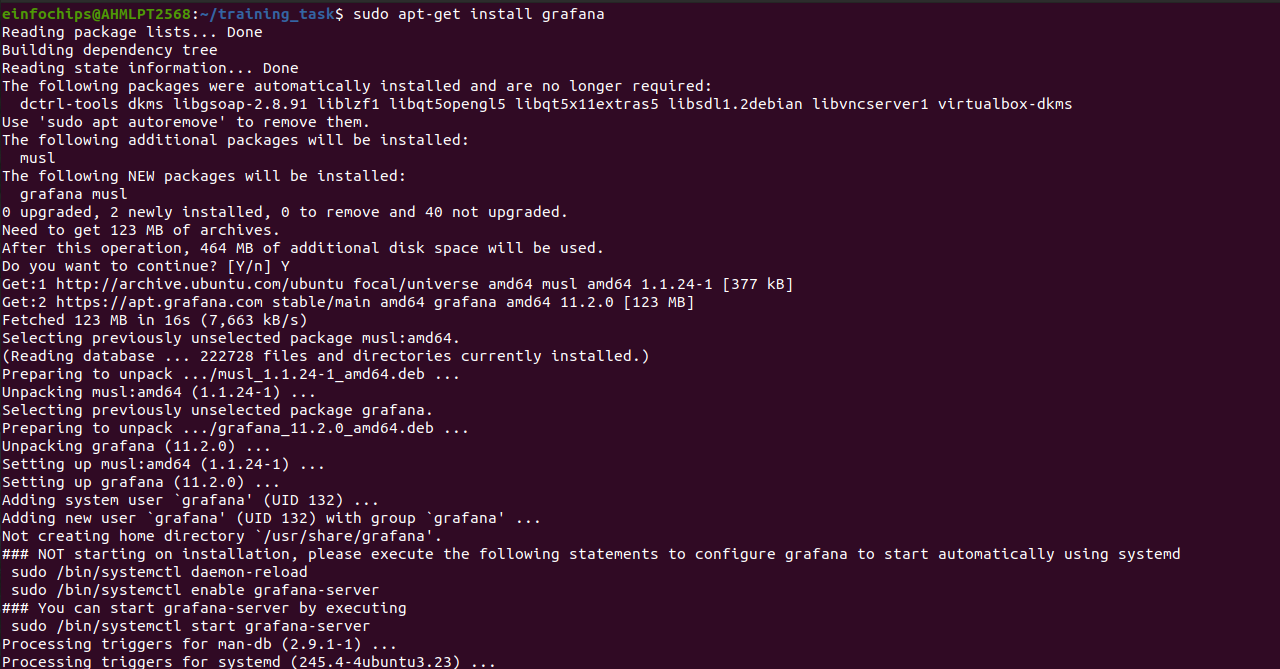 einfochips@AHMLPT2568:~/training_task$ sudo apt-get install grafana
Reading package lists... Done
Building dependency tree
Reading state information... Done
The following packages were automatically installed and are no longer required:
  dctrl-tools dkms libgsoap-2.8.91 liblzf1 libqt5opengl5 libqt5x11extras5 libsdl1.2debian libvncserver1 virtualbox-dkms
Use 'sudo apt autoremove' to remove them.
The following additional packages will be installed:
  musl
The following NEW packages will be installed:
  grafana musl
0 upgraded, 2 newly installed, 0 to remove and 40 not upgraded.
Need to get 123 MB of archives.
After this operation, 464 MB of additional disk space will be used.
Do you want to continue? [Y/n] Y
Get:1 http://archive.ubuntu.com/ubuntu focal/universe amd64 musl amd64 1.1.24-1 [377 kB]
Get:2 https://apt.grafana.com stable/main amd64 grafana amd64 11.2.0 [123 MB]
Fetched 123 MB in 16s (7,663 kB/s)
Selecting previously unselected package musl:amd64.
(Reading database ... 222728 files and directories currently installed.)
Preparing to unpack .../musl_1.1.24-1_amd64.deb ...
Unpacking musl:amd64 (1.1.24-1) ...
Selecting previously unselected package grafana.
Preparing to unpack .../grafana_11.2.0_amd64.deb ...
Unpacking grafana (11.2.0) ...
Setting up musl:amd64 (1.1.24-1) ...
Setting up grafana (11.2.0) ...
Adding system user `grafana' (UID 132) ...
Adding new user `grafana' (UID 132) with group `grafana' ...
Not creating home directory `/usr/share/grafana'.
### NOT starting on installation, please execute the following statements to configure grafana to start automatically using systemd
 sudo /bin/systemctl daemon-reload
 sudo /bin/systemctl enable grafana-server
### You can start grafana-server by executing
 sudo /bin/systemctl start grafana-server
Processing triggers for man-db (2.9.1-1) ...
Processing triggers for systemd (245.4-4ubuntu3.23) ...